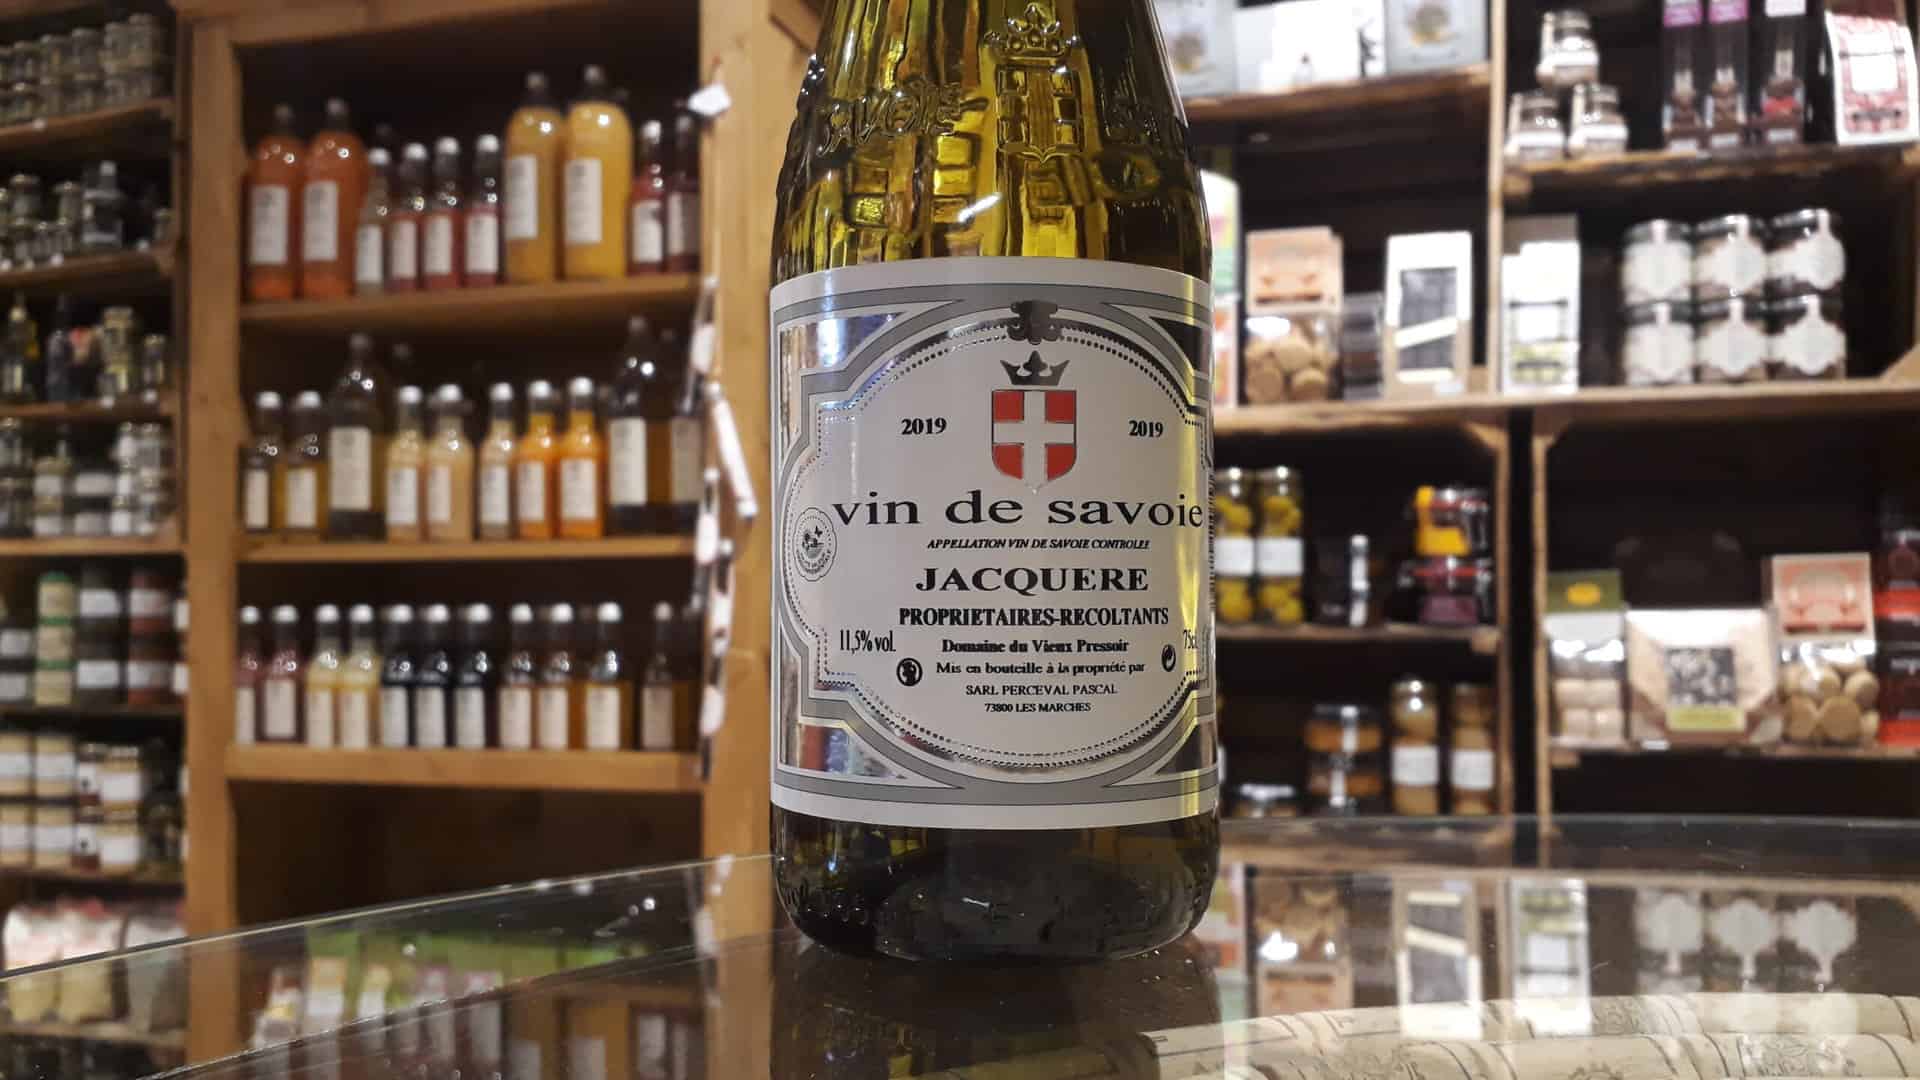 SAVOIE
2019 2019
vin de savoie
APPELLATION VIN DE SAVOIE CONTROLEE
JACQUERE
PROPRIETAIRES-RECOLTANTS
11,5% vol. 75cl
Domaine du Vieux Pressoir
Mis en bouteille à la propriété par
SARL PERCEVAL PASCAL
73800 LES MARCHES